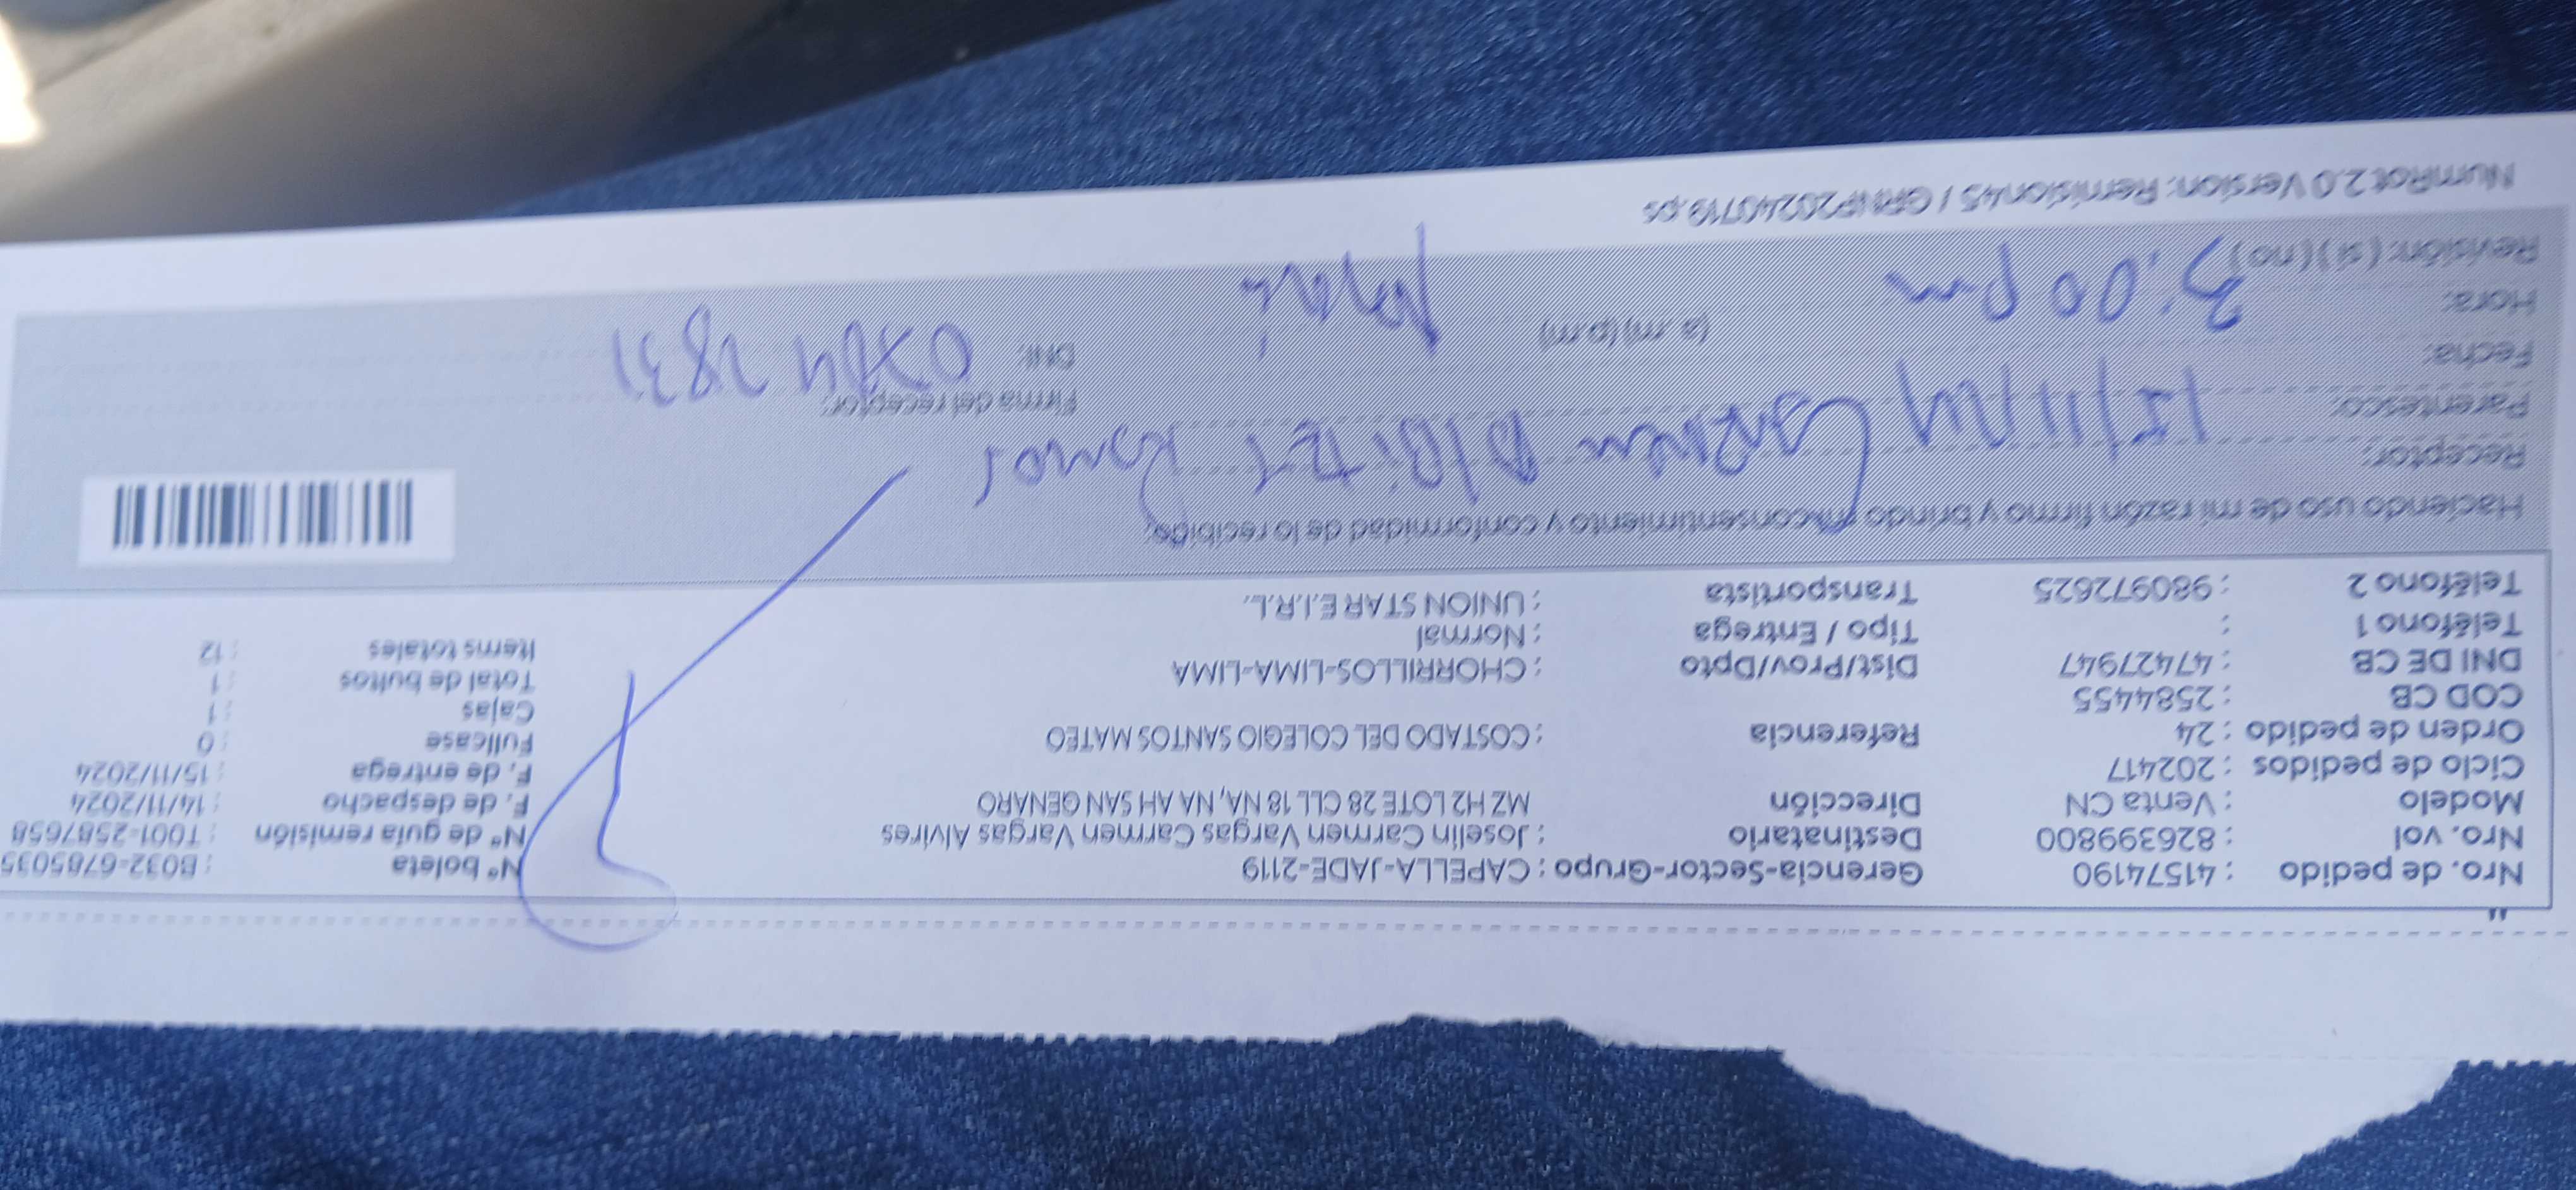 Nro. de pedido : 41574190 Gerencia-Sector-Grupo : CAPELLA-JADE-2119 N° boleta : B032-6785035
Nro. vol : 826399800 Destinatario : Joselin Carmen Vargas Carmen Vargas Alvires N° de guía remisión : T001-2587658
Modelo : Venta CN Dirección MZ H2 LOTE 28 CLL 18 NA, NA AH SAN GENARO F. de despacho : 14/11/2024
Ciclo de pedidos : 202417 F. de entrega : 15/11/2024
Orden de pedido : 24 Referencia : COSTADO DEL COLEGIO SANTOS MATEO Fullcase : 0
COD CB : 2584455 Cajas : 1
DNI DE CB : 47427947 Dist/Prov/Dpto : CHORRILLOS-LIMA-LIMA Total de bultos : 1
Teléfono 1 : Tipo / Entrega : Normal Items totales : 12
Teléfono 2 : 980972625 Transportista : UNION STAR E.I.R.L.
Haciendo uso de mi razón firmo y brindo mi consentimiento y conformidad de lo recibido:
Receptor: Carmen Ramos
Parentesco: 15/11/24 Firma del receptor:
Fecha: DNI:
Hora: 3:00 pm (a.m) (p.m)
Revisión: ( si ) ( no )
NumRot 2.0 Version: Remision45 / GRNP20240719.ps